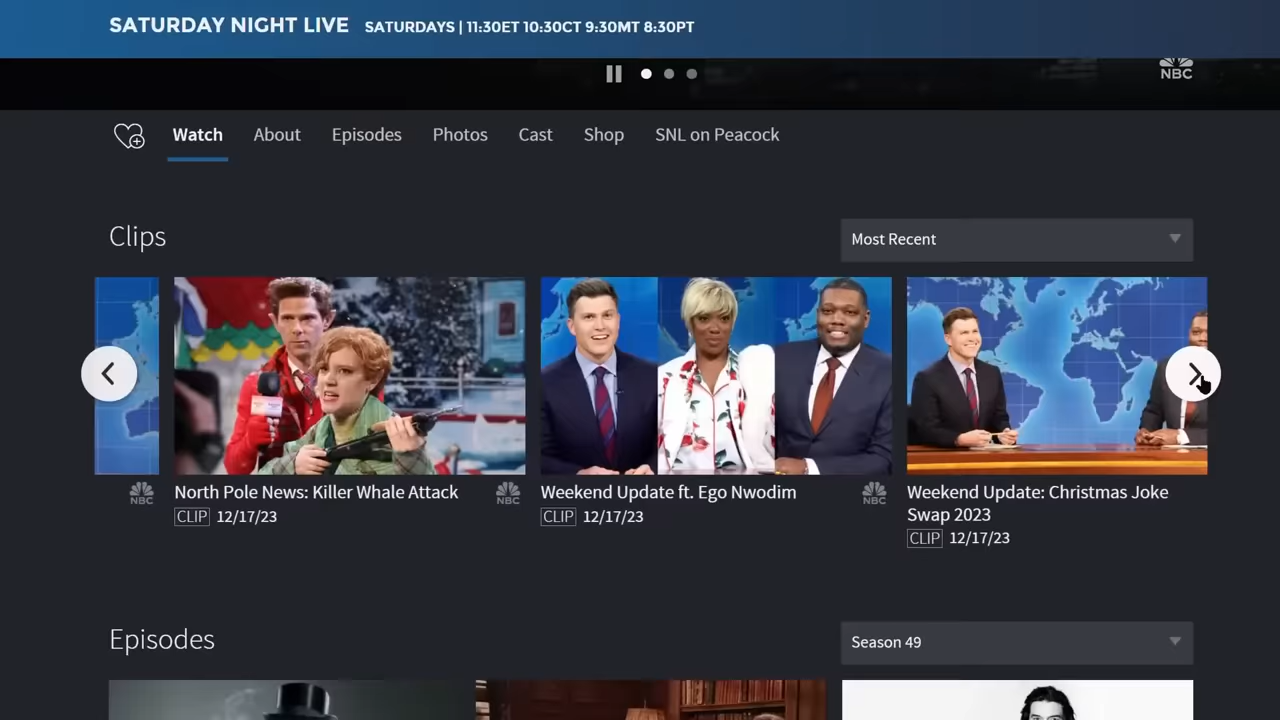 SATURDAY NIGHT LIVE SATURDAYS | 11:30ET 10:30CT 9:30MT 8:30PT
NBC
Watch About Episodes Photos Cast Shop SNL on Peacock
Clips
Most Recent
NBC
North Pole News: Killer Whale Attack
CLIP 12/17/23
NBC
Weekend Update ft. Ego Nwodim
CLIP 12/17/23
NBC
Weekend Update: Christmas Joke
Swap 2023
CLIP 12/17/23
Episodes
Season 49